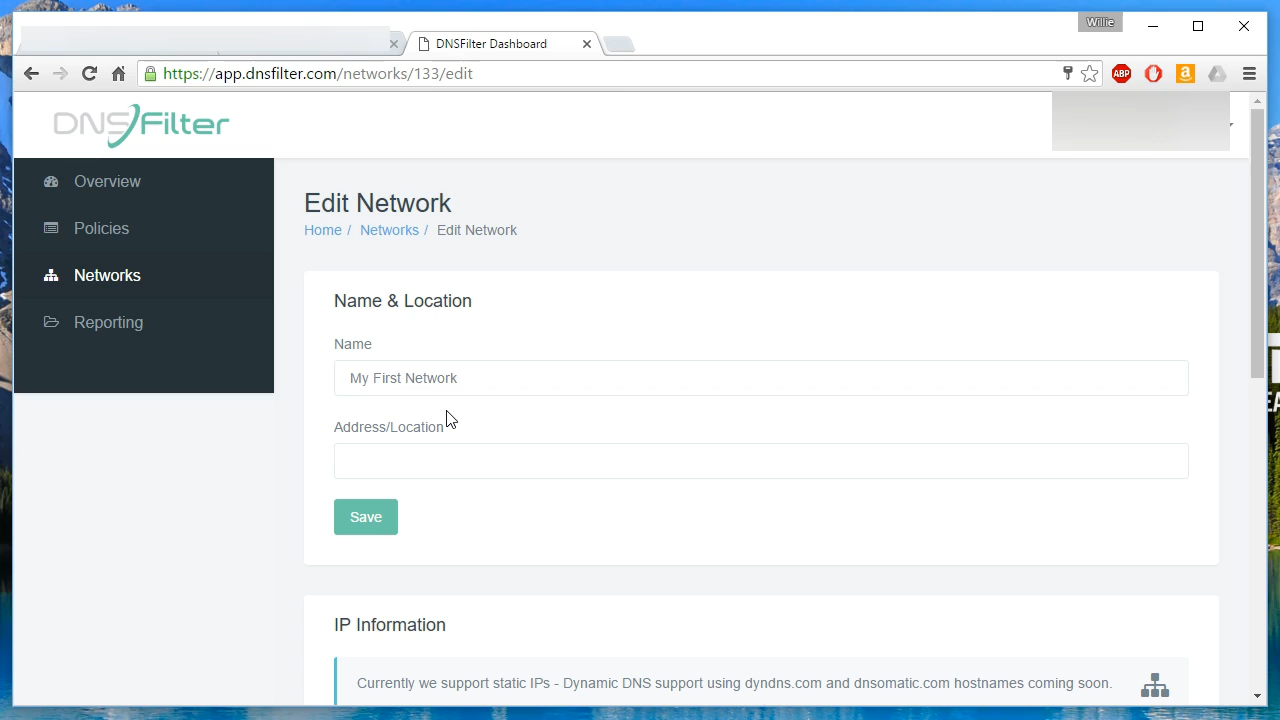 Willie
DNSFilter Dashboard
https://app.dnsfilter.com/networks/133/edit
ABP
a
DNSFilter
Overview
Policies
Networks
Reporting
Edit Network
Home / Networks / Edit Network
Name & Location
Name
My First Network
Address/Location
Save
IP Information
Currently we support static IPs - Dynamic DNS support using dyndns.com and dnsomatic.com hostnames coming soon.